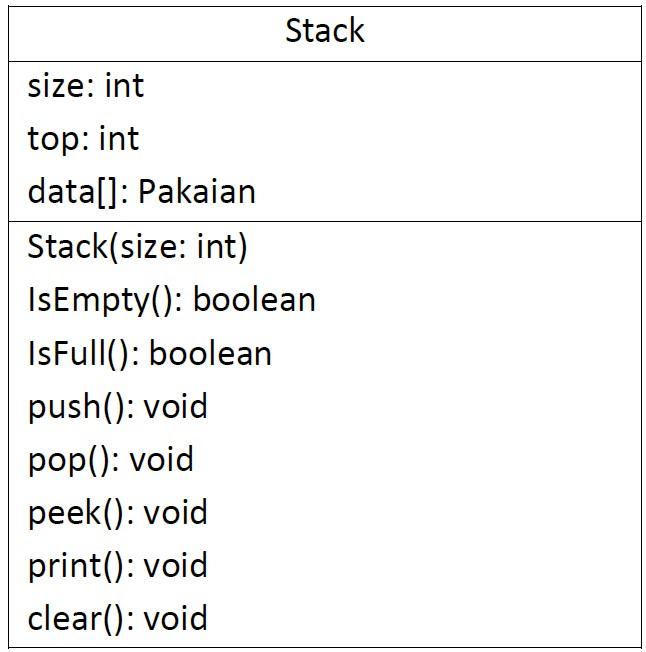 Stack
size: int
top: int
data[]: Pakaian
Stack(size: int)
IsEmpty(): boolean
IsFull(): boolean
push(): void
pop(): void
peek(): void
print(): void
clear(): void